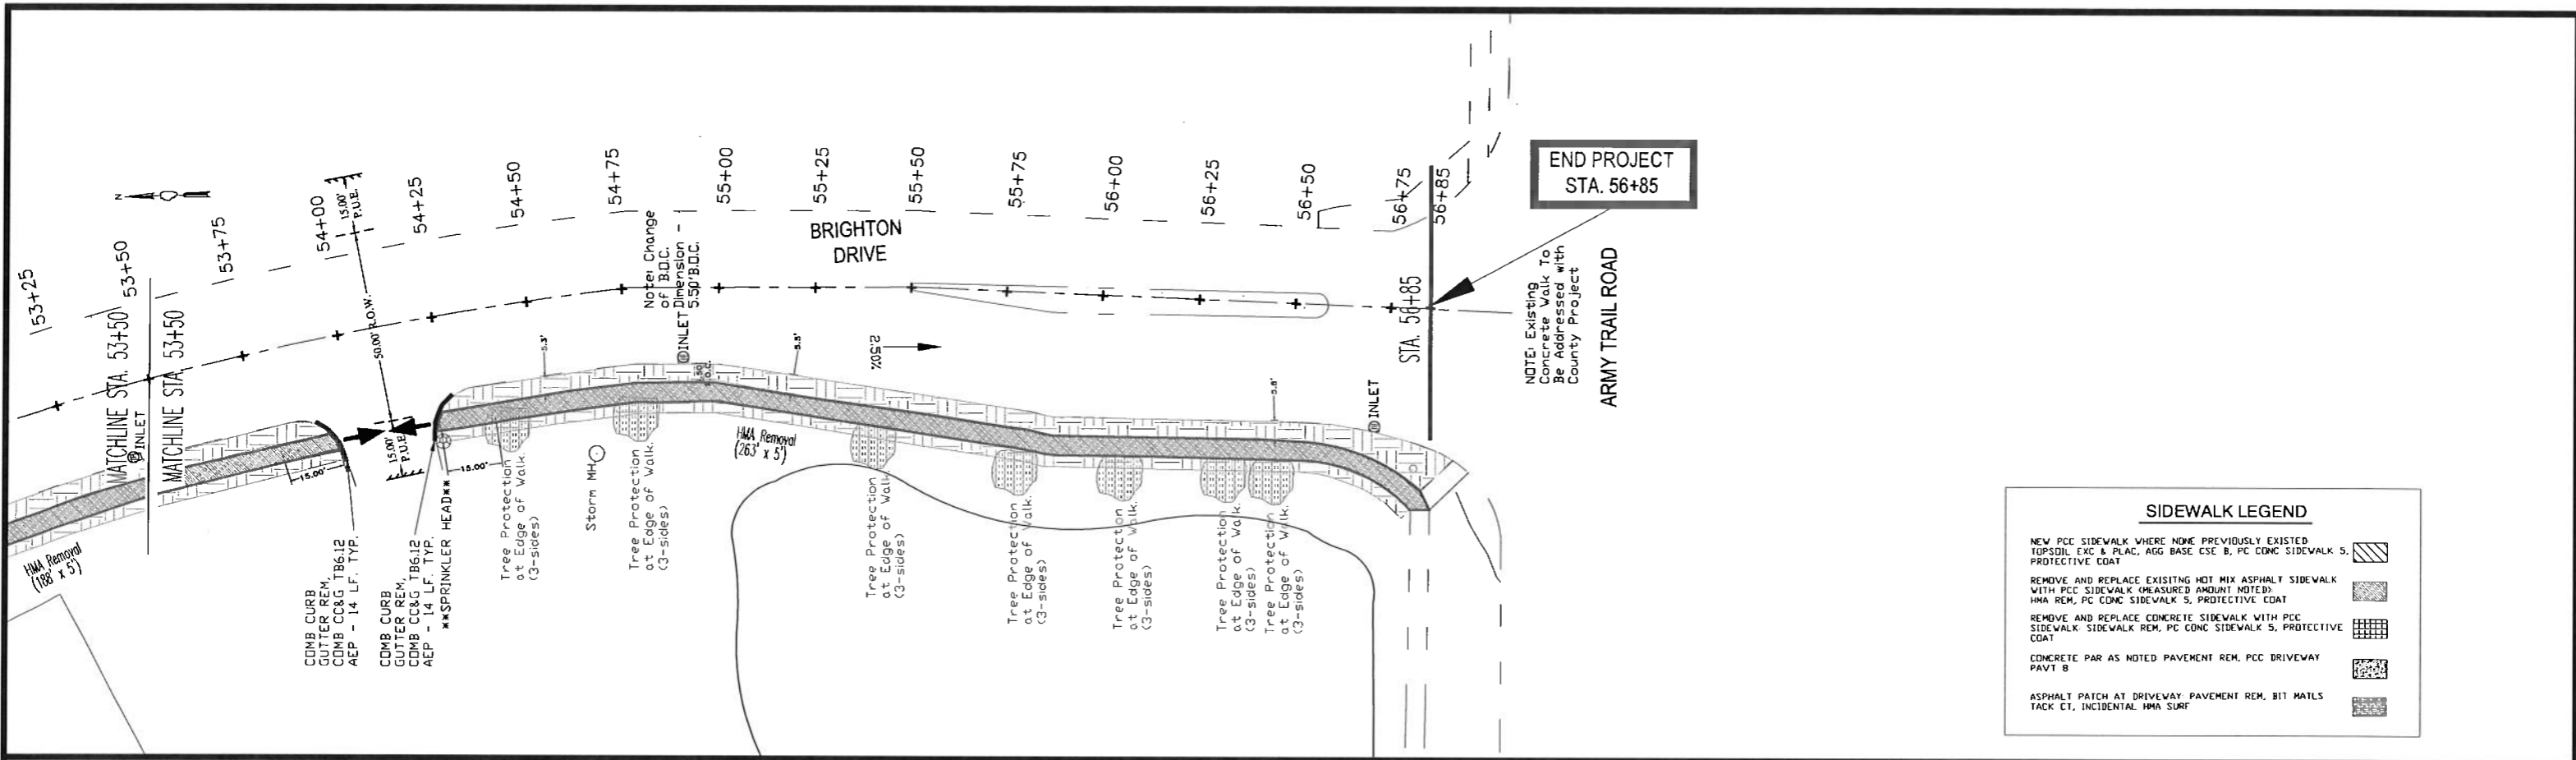 53+25
53+50
53+75
54+00
54+25
54+50
54+75
55+00
55+25
55+50
55+75
56+00
56+25
56+50
56+75
56+85
N
15.00'
P.U.E.
50.00' R.O.W.
15.00'
P.U.E.
MATCHLINE STA. 53+50
MATCHLINE STA. 53+50
INLET
BRIGHTON
DRIVE
Note: Change
of B.O.C.
Dimension -
5.50' B.O.C.
INLET
5.3'
5.5'
5.8'
2.50%
END PROJECT
STA. 56+85
STA. 56+85
NOTE: Existing
Concrete Walk To
Be Addressed with
County Project
ARMY TRAIL ROAD
INLET
15.00'
15.00'
HMA Removal
(188' x 5')
HMA Removal
(263' x 5')
COMB CURB
GUTTER REM,
COMB CC&G TB6.12
AEP - 14 LF. TYP.
COMB CURB
GUTTER REM,
COMB CC&G TB6.12
AEP - 14 LF. TYP.
**SPRINKLER HEAD**
Tree Protection
at Edge of Walk.
(3-sides)
Storm MH
Tree Protection
at Edge of Walk.
(3-sides)
Tree Protection
at Edge of Walk.
(3-sides)
Tree Protection
at Edge of Walk.
(3-sides)
Tree Protection
at Edge of Walk.
(3-sides)
Tree Protection
at Edge of Walk.
(3-sides)
Tree Protection
at Edge of Walk.
(3-sides)
SIDEWALK LEGEND
NEW PCC SIDEWALK WHERE NONE PREVIOUSLY EXISTED
TOPSOIL EXC & PLAC, AGG BASE CSE B, PC CONC SIDEWALK 5,
PROTECTIVE COAT
REMOVE AND REPLACE EXISITNG HOT MIX ASPHALT SIDEWALK
WITH PCC SIDEWALK (MEASURED AMOUNT NOTED)
HMA REM, PC CONC SIDEWALK 5, PROTECTIVE COAT
REMOVE AND REPLACE CONCRETE SIDEWALK WITH PCC
SIDEWALK: SIDEWALK REM, PC CONC SIDEWALK 5, PROTECTIVE
COAT
CONCRETE PAR AS NOTED PAVEMENT REM, PCC DRIVEWAY
PAVT 8
ASPHALT PATCH AT DRIVEWAY: PAVEMENT REM, BIT MATLS
TACK CT, INCIDENTAL HMA SURF